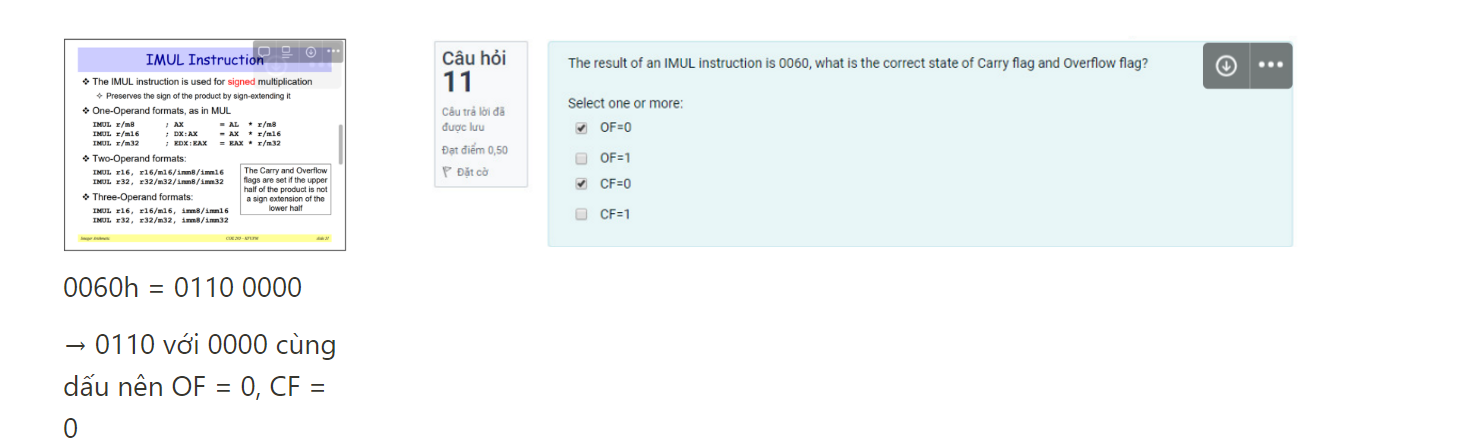 IMUL Instruction
❖ The IMUL instruction is used for signed multiplication
✧ Preserves the sign of the product by sign-extending it
❖ One-Operand formats, as in MUL
IMUL r/m8 ; AX = AL * r/m8
IMUL r/m16 ; DX:AX = AX * r/m16
IMUL r/m32 ; EDX:EAX = EAX * r/m32
❖ Two-Operand formats:
IMUL r16, r16/m16/imm8/imm16
IMUL r32, r32/m32/imm8/imm32
The Carry and Overflow
flags are set if the upper
half of the product is not
a sign extension of the
lower half
❖ Three-Operand formats:
IMUL r16, r16/m16, imm8/imm16
IMUL r32, r32/m32, imm8/imm32
0060h = 0110 0000
→ 0110 với 0000 cùng
dấu nên OF = 0, CF =
0
Câu hỏi
11
Câu trả lời đã
được lưu
Đạt điểm 0,50
Đặt cờ
The result of an IMUL instruction is 0060, what is the correct state of Carry flag and Overflow flag?
Select one or more:
OF=0
OF=1
CF=0
CF=1